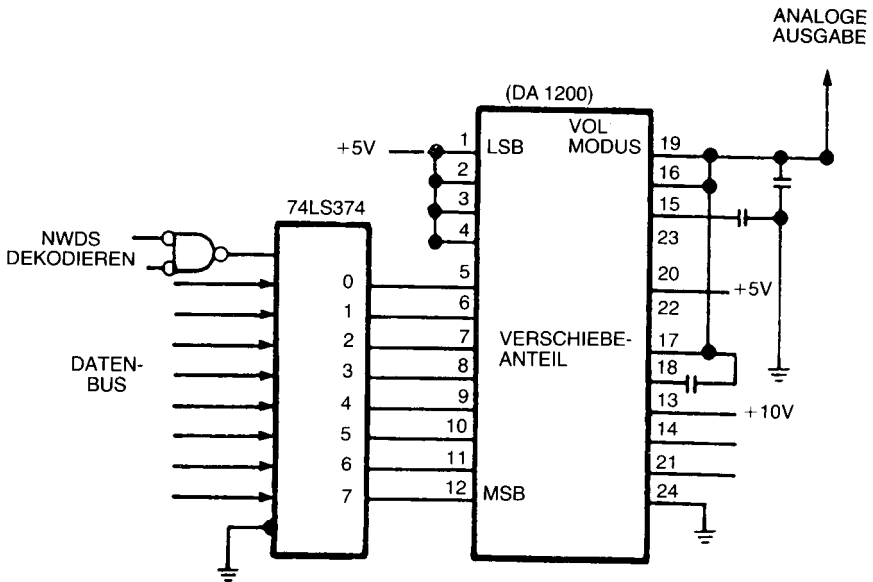 ANALOGE
AUSGABE
(DA 1200)
+5V
1 LSB
VOL
MODUS 19
2
16
3
15
4
23
74LS374
NWDS
DEKODIEREN
0 5
20 +5V
1 6
22
2 7
VERSCHIEBE-
ANTEIL
17
DATEN-
BUS
3 8
18
4 9
13 +10V
5 10
14
6 11
21
7 12 MSB
24